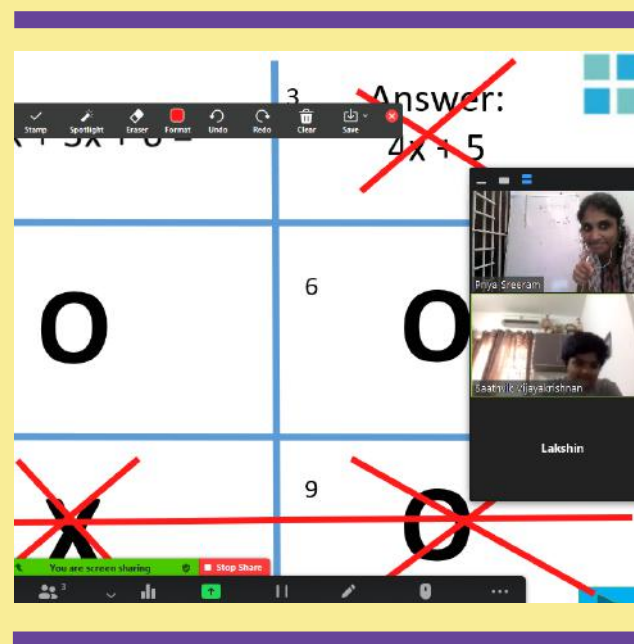 3
Answer:
Stamp Spotlight Eraser Format Undo Redo Clear Save
4x + 5
Priya Sreeram
O
6
O
Saathvic Vijayakrishnan
Lakshin
X
9
O
You are screen sharing Stop Share
3